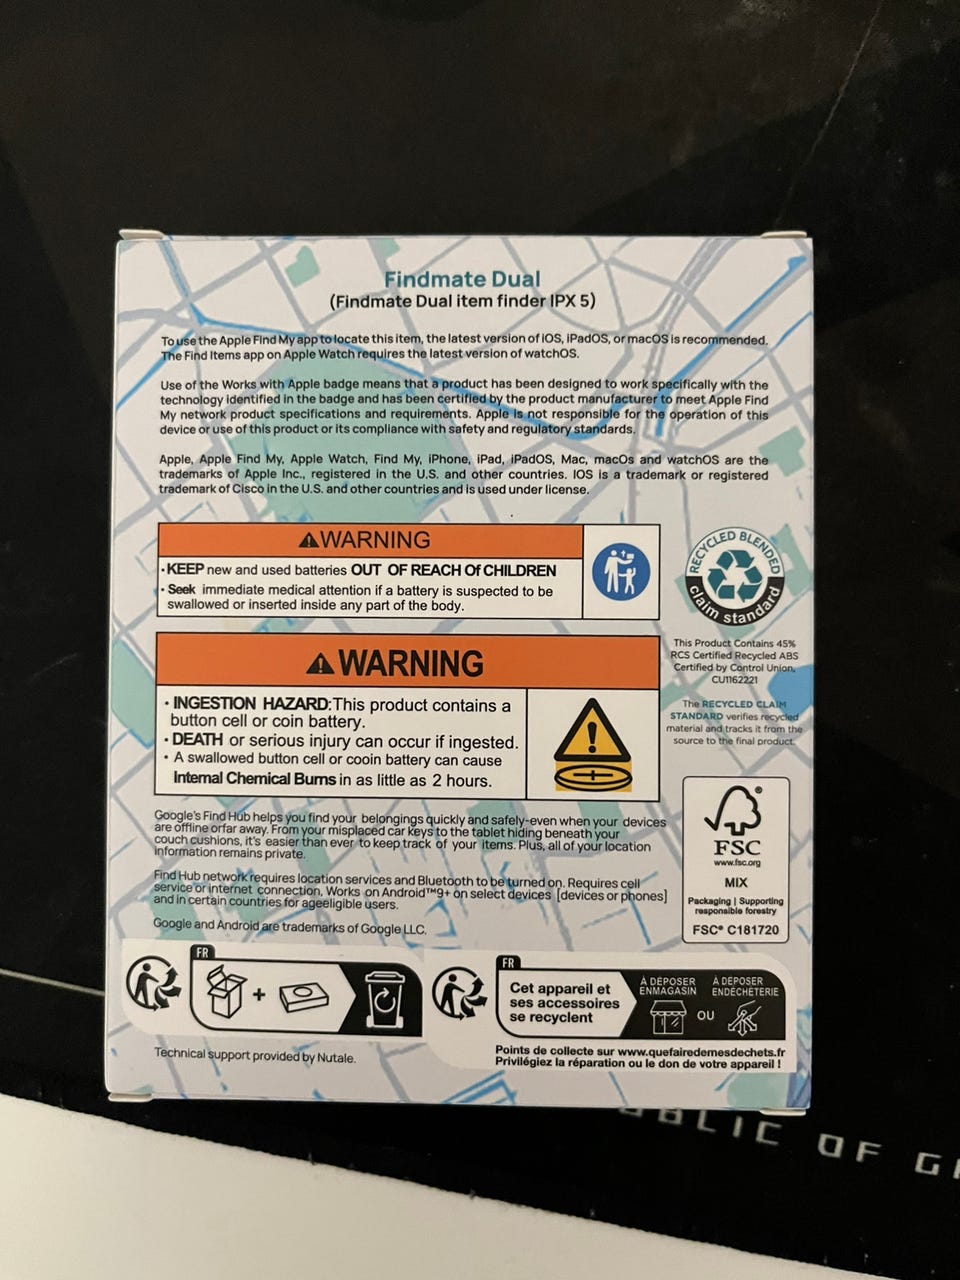 Findmate Dual
(Findmate Dual item finder IPX 5)
To use the Apple Find My app to locate this item, the latest version of iOS, iPadOS, or macOS is recommended.
The Find Items app on Apple Watch requires the latest version of watchOS.
Use of the Works with Apple badge means that a product has been designed to work specifically with the
technology identified in the badge and has been certified by the product manufacturer to meet Apple Find
My network product specifications and requirements. Apple is not responsible for the operation of this
device or use of this product or its compliance with safety and regulatory standards.
Apple, Apple Find My, Apple Watch, Find My, iPhone, iPad, iPadOS, Mac, macOs and watchOS are the
trademarks of Apple Inc., registered in the U.S. and other countries. IOS is a trademark or registered
trademark of Cisco in the U.S. and other countries and is used under license.
WARNING
·KEEP new and used batteries OUT OF REACH Of CHILDREN
· Seek immediate medical attention if a battery is suspected to be
swallowed or inserted inside any part of the body.
RECYCLED BLENDED
claim standard
This Product Contains 45%
RCS Certified Recycled ABS
Certified by Control Union,
CU1162221
The RECYCLED CLAIM
STANDARD verifies recycled
material and tracks it from the
source to the final product.
WARNING
· INGESTION HAZARD:This product contains a
button cell or coin battery.
· DEATH or serious injury can occur if ingested.
· A swallowed button cell or cooin battery can cause
Internal Chemical Burns in as little as 2 hours.
FSC®
www.fsc.org
MIX
Packaging | Supporting
responsible forestry
FSC® C181720
Google's Find Hub helps you find your belongings quickly and safely-even when your devices
are offline orfar away. From your misplaced car keys to the tablet hiding beneath your
couch cushions, it's easier than ever to keep track of your items. Plus, all of your location
information remains private.
Find Hub network requires location services and Bluetooth to be turned on. Requires cell
service or internet connection, Works on Android™9+ on select devices [devices or phones]
and in certain countries for ageeligible users.
Google and Android are trademarks of Google LLC.
FR
+
FR
Cet appareil et
ses accessoires
se recyclent
À DÉPOSER
ENMAGASIN
OU
À DÉPOSER
ENDÉCHÈTERIE
Points de collecte sur www.quefairedemesdechets.fr
Privilégiez la réparation ou le don de votre appareil !
Technical support provided by Nutale.
OF